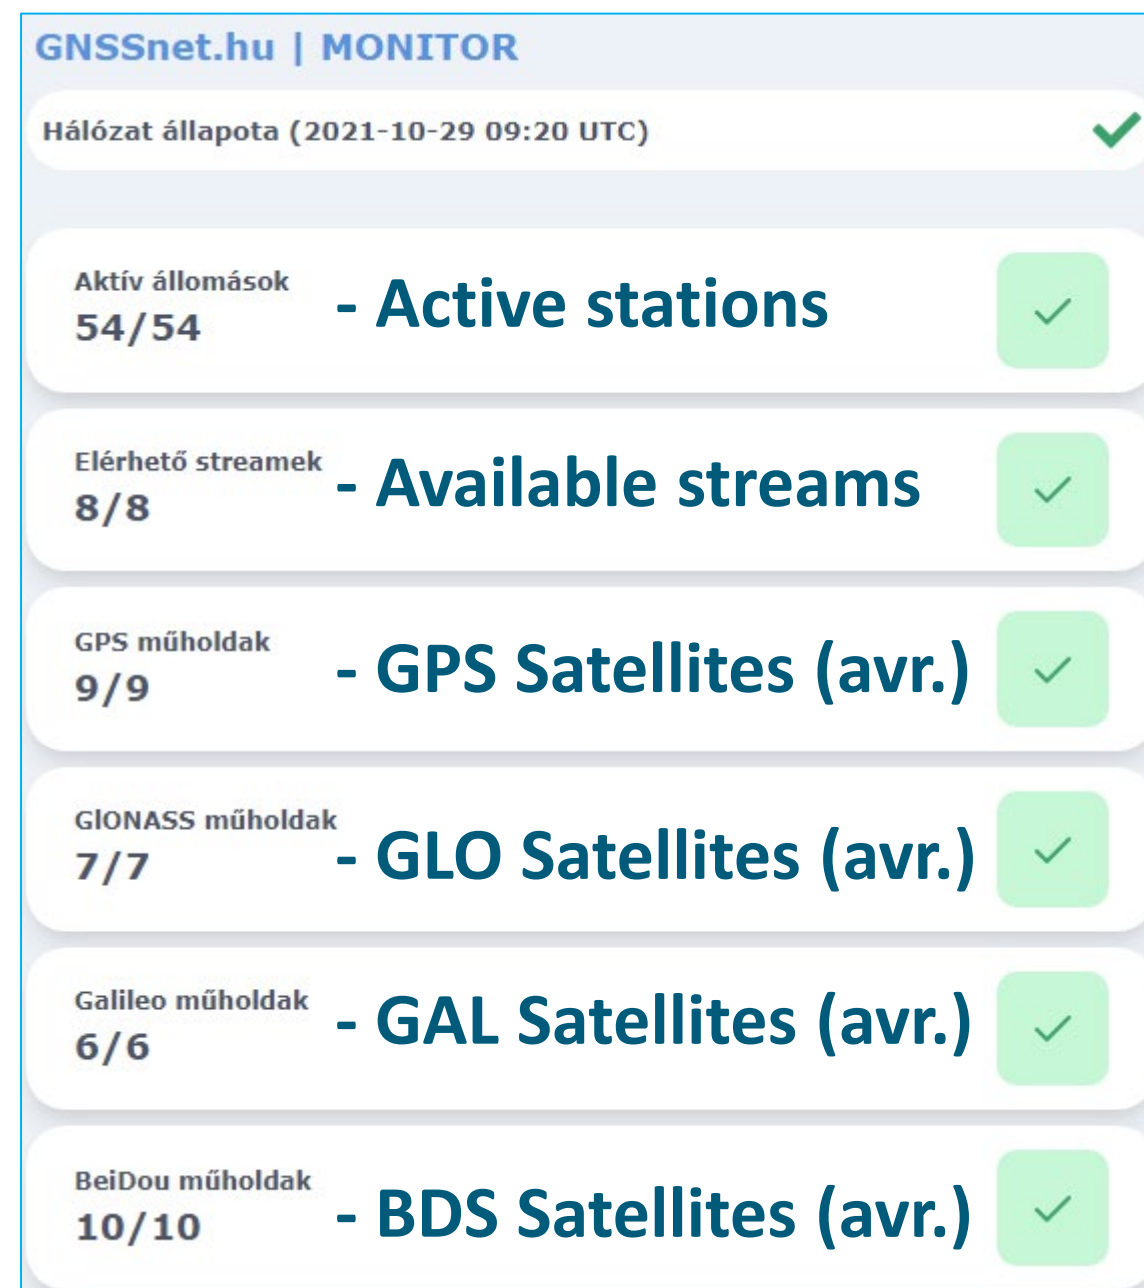 GNSSnet.hu | MONITOR
Hálózat állapota (2021-10-29 09:20 UTC)
Aktív állomások
54/54
- Active stations
Elérhető streamek
8/8
- Available streams
GPS műholdak
9/9
- GPS Satellites (avr.)
GlONASS műholdak
7/7
- GLO Satellites (avr.)
Galileo műholdak
6/6
- GAL Satellites (avr.)
BeiDou műholdak
10/10
- BDS Satellites (avr.)